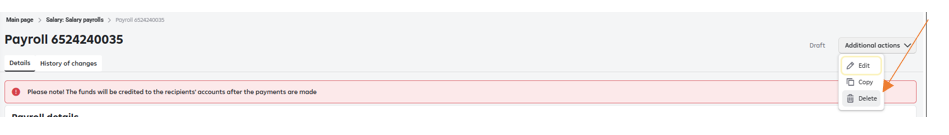 Main page > Salary: Salary payrolls > Payroll 6524240035
Payroll 6524240035
Draft
Additional actions
Details
History of changes
Edit
Copy
Delete
Please note! The funds will be credited to the recipients' accounts after the payments are made
Payroll details